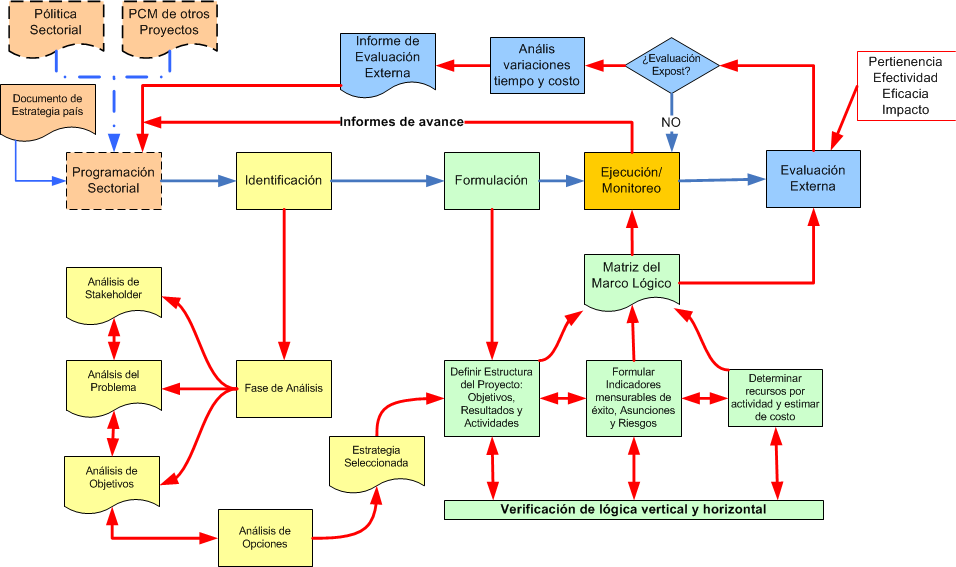 Pólitica
Sectorial
PCM de otros
Proyectos
Documento de
Estrategia país
Informe de
Evaluación
Externa
Anális
variaciones
tiempo y costo
¿Evaluación
Expost?
Pertienencia
Efectividad
Eficacia
Impacto
NO
Informes de avance
Programación
Sectorial
Identificación
Formulación
Ejecución/
Monitoreo
Evaluación
Externa
Matriz del
Marco Lógico
Análisis de
Stakeholder
Análsis del
Problema
Análisis de
Objetivos
Fase de Análisis
Análisis de
Opciones
Estrategia
Seleccionada
Definir Estructura
del Proyecto:
Objetivos,
Resultados y
Actividades
Formular
Indicadores
mensurables de
éxito, Asunciones
y Riesgos
Determinar
recursos por
actividad y estimar
de costo
Verificación de lógica vertical y horizontal